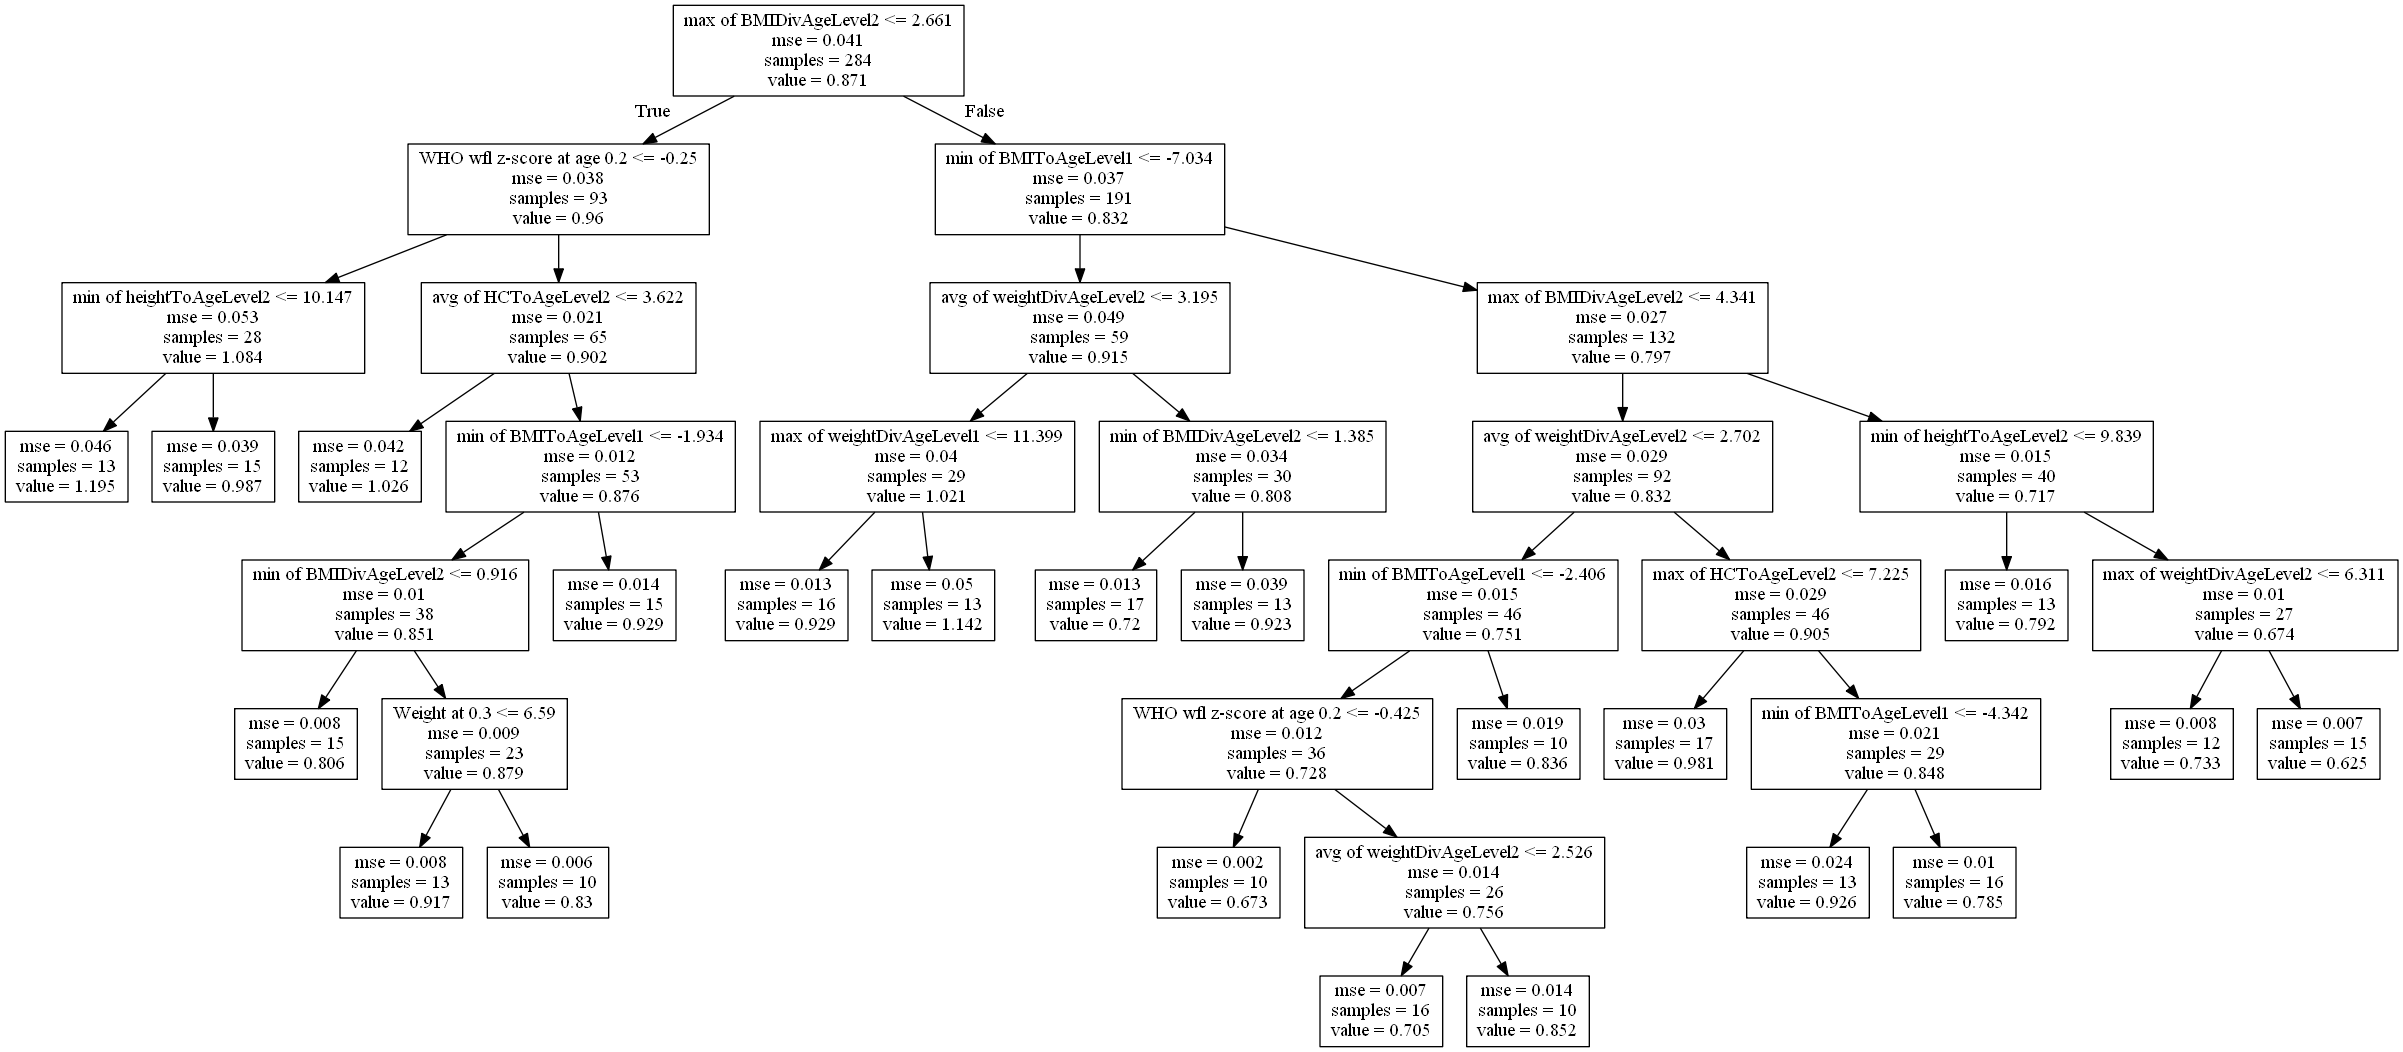 max of BMIDivAgeLevel2 <= 2.661
mse = 0.041
samples = 284
value = 0.871
True
False
WHO wfl z-score at age 0.2 <= -0.25
mse = 0.038
samples = 93
value = 0.96
min of BMIToAgeLevel1 <= -7.034
mse = 0.037
samples = 191
value = 0.832
min of heightToAgeLevel2 <= 10.147
mse = 0.053
samples = 28
value = 1.084
avg of HCToAgeLevel2 <= 3.622
mse = 0.021
samples = 65
value = 0.902
avg of weightDivAgeLevel2 <= 3.195
mse = 0.049
samples = 59
value = 0.915
max of BMIDivAgeLevel2 <= 4.341
mse = 0.027
samples = 132
value = 0.797
mse = 0.046
samples = 13
value = 1.195
mse = 0.039
samples = 15
value = 0.987
mse = 0.042
samples = 12
value = 1.026
min of BMIToAgeLevel1 <= -1.934
mse = 0.012
samples = 53
value = 0.876
max of weightDivAgeLevel1 <= 11.399
mse = 0.04
samples = 29
value = 1.021
min of BMIDivAgeLevel2 <= 1.385
mse = 0.034
samples = 30
value = 0.808
avg of weightDivAgeLevel2 <= 2.702
mse = 0.029
samples = 92
value = 0.832
min of heightToAgeLevel2 <= 9.839
mse = 0.015
samples = 40
value = 0.717
min of BMIDivAgeLevel2 <= 0.916
mse = 0.01
samples = 38
value = 0.851
mse = 0.014
samples = 15
value = 0.929
mse = 0.013
samples = 16
value = 0.929
mse = 0.05
samples = 13
value = 1.142
mse = 0.013
samples = 17
value = 0.72
mse = 0.039
samples = 13
value = 0.923
min of BMIToAgeLevel1 <= -2.406
mse = 0.015
samples = 46
value = 0.751
max of HCToAgeLevel2 <= 7.225
mse = 0.029
samples = 46
value = 0.905
mse = 0.016
samples = 13
value = 0.792
max of weightDivAgeLevel2 <= 6.311
mse = 0.01
samples = 27
value = 0.674
mse = 0.008
samples = 15
value = 0.806
Weight at 0.3 <= 6.59
mse = 0.009
samples = 23
value = 0.879
WHO wfl z-score at age 0.2 <= -0.425
mse = 0.012
samples = 36
value = 0.728
mse = 0.019
samples = 10
value = 0.836
mse = 0.03
samples = 17
value = 0.981
min of BMIToAgeLevel1 <= -4.342
mse = 0.021
samples = 29
value = 0.848
mse = 0.008
samples = 12
value = 0.733
mse = 0.007
samples = 15
value = 0.625
mse = 0.008
samples = 13
value = 0.917
mse = 0.006
samples = 10
value = 0.83
mse = 0.002
samples = 10
value = 0.673
avg of weightDivAgeLevel2 <= 2.526
mse = 0.014
samples = 26
value = 0.756
mse = 0.024
samples = 13
value = 0.926
mse = 0.01
samples = 16
value = 0.785
mse = 0.007
samples = 16
value = 0.705
mse = 0.014
samples = 10
value = 0.852